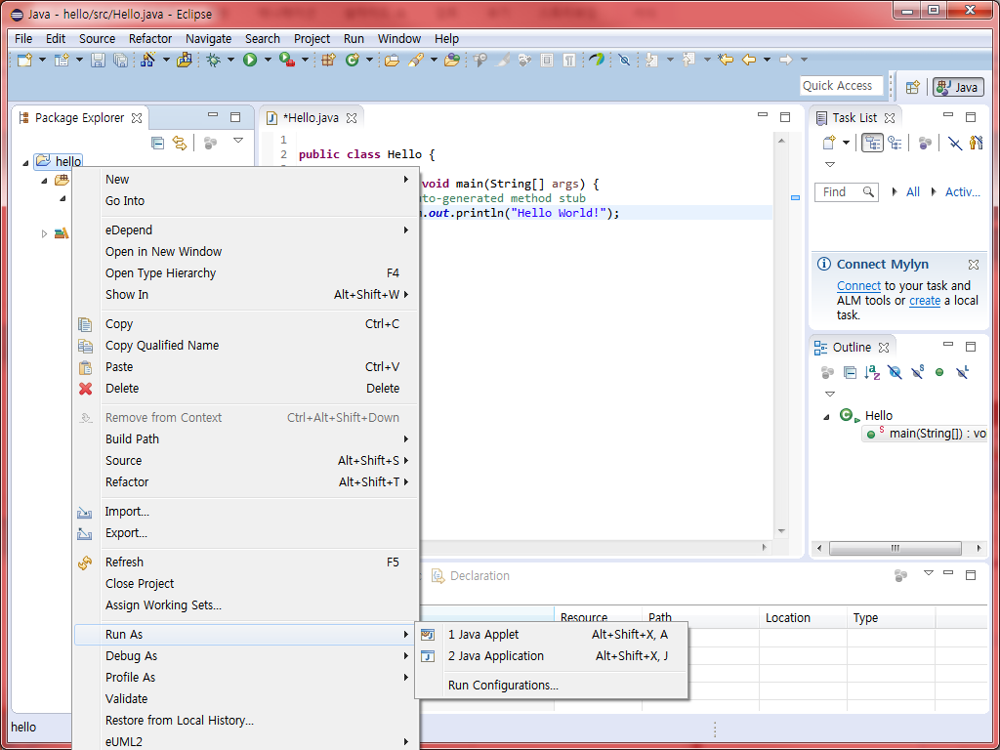 Java - hello/src/Hello.java - Eclipse
File Edit Source Refactor Navigate Search Project Run Window Help
Quick Access
Java
Package Explorer
hello
New
Go Into
eDepend
Open in New Window
Open Type Hierarchy F4
Show In Alt+Shift+W
Copy Ctrl+C
Copy Qualified Name
Paste Ctrl+V
Delete Delete
Remove from Context Ctrl+Alt+Shift+Down
Build Path
Source Alt+Shift+S
Refactor Alt+Shift+T
Import...
Export...
Refresh F5
Close Project
Assign Working Sets...
Run As
Debug As
Profile As
Validate
Restore from Local History...
eUML2
1 Java Applet Alt+Shift+X, A
2 Java Application Alt+Shift+X, J
Run Configurations...
*Hello.java
1
2 public class Hello {
void main(String[] args) {
uto-generated method stub
.out.println("Hello World!");
Declaration
Resource Path Location Type
Task List
Find All Activ...
Connect Mylyn
Connect to your task and
ALM tools or create a local
task.
Outline
Hello
main(String[]) : vo
hello